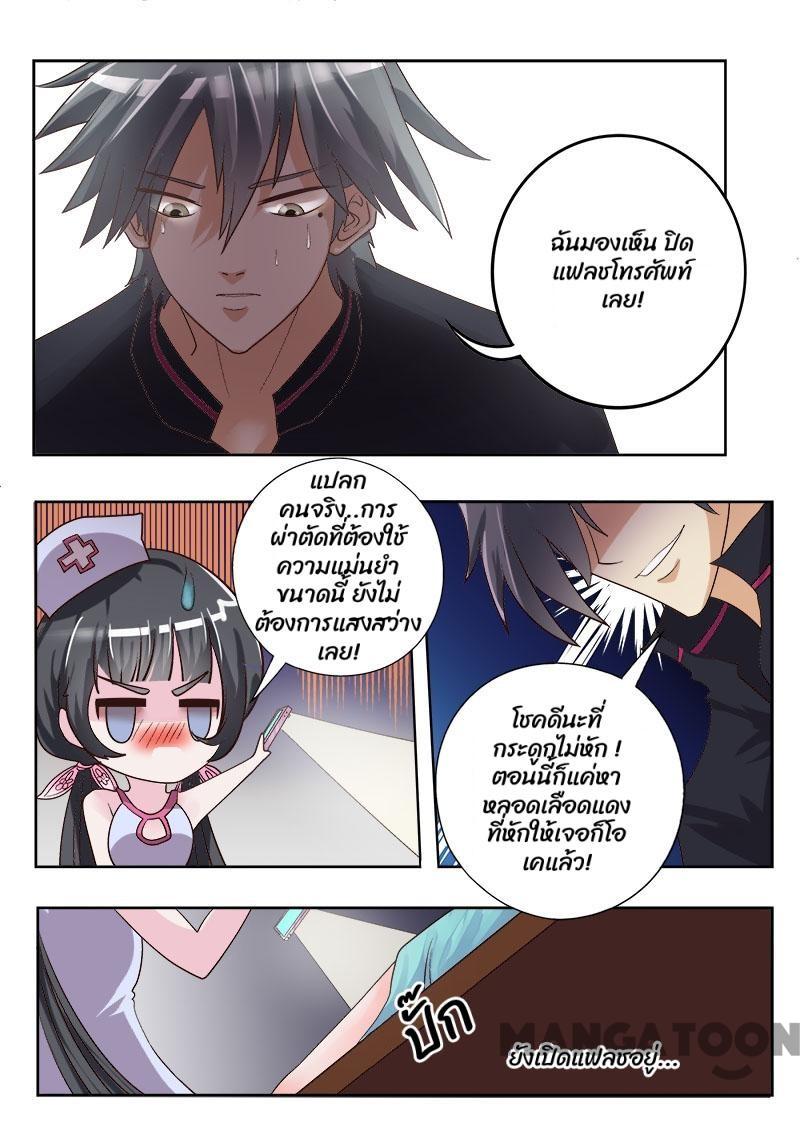 ฉันมองเห็น ปิด
แฟลชโทรศัพท์
เลย!
แปลก
คนจริง..การ
ผ่าตัดที่ต้องใช้
ความแม่นยำ
ขนาดนี้ ยังไม่
ต้องการแสงสว่าง
เลย!
โชคดีนะที่
กระดูกไม่หัก !
ตอนนี้ก็แค่หา
หลอดเลือดแดง
ที่หักให้เจอก็โอ
เคแล้ว!
ปั๊ก
ยังเปิดแฟลชอยู่...
MANGATOON